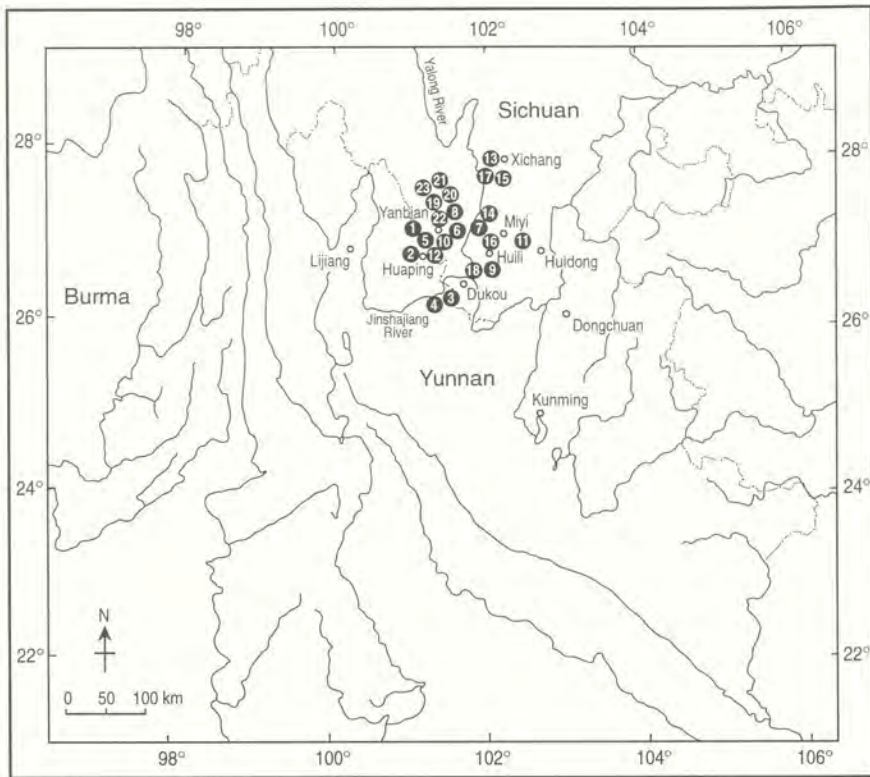 98° 100° 102° 104° 106°
Yalong River
Sichuan
28° 28°
13 Xichang
21 17 15
23 20
19
Yanbian 8 14
22 Miyi
1 6 7
5 10 16 11
Lijiang 2 12 Huili Huidong
Huaping
18 9
Burma Dukou
3
4
26° Jinshajiang River Dongchuan 26°
Yunnan
Kunming
24° 24°
N
22° 22°
0 50 100 km
98° 100° 102° 104° 106°